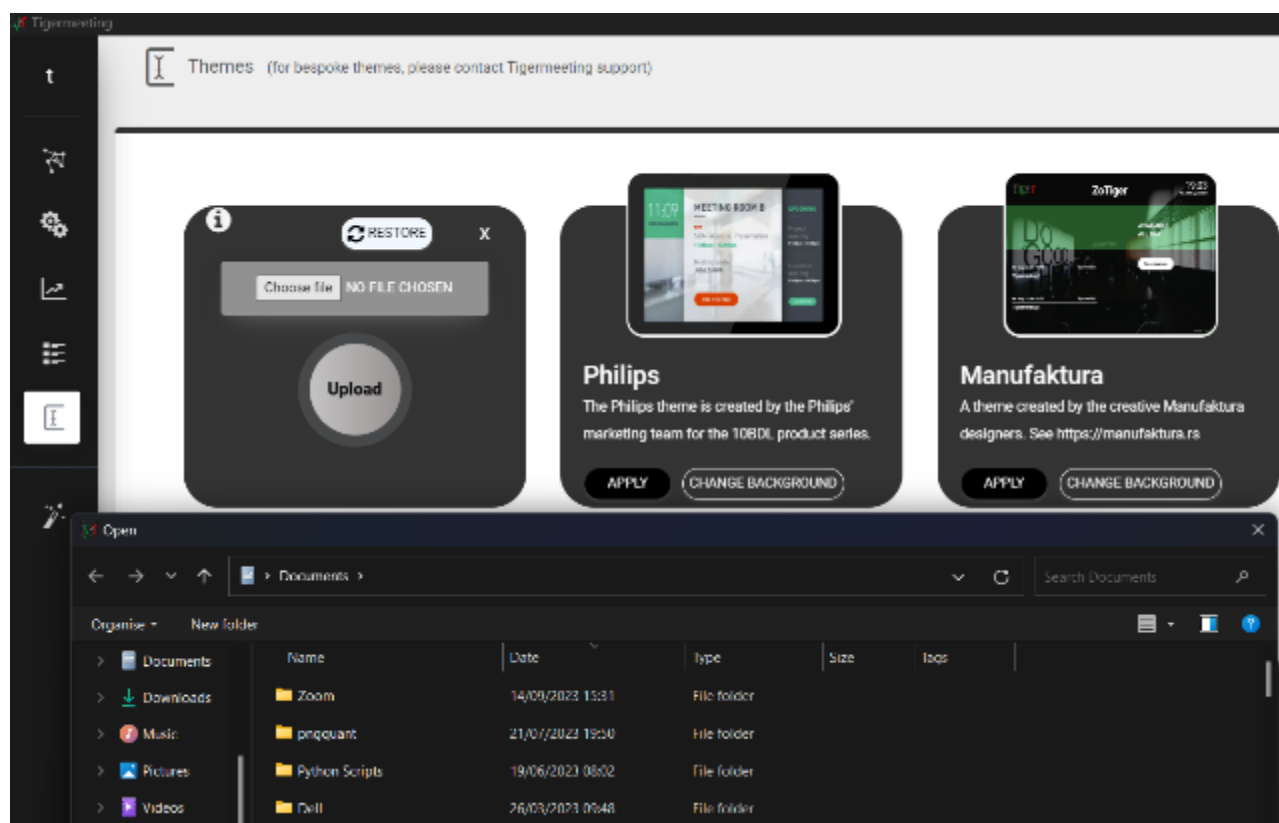 Tigermeeting
t
Themes (for bespoke themes, please contact Tigermeeting support)
RESTORE X
Choose file NO FILE CHOSEN
Upload
11:09
MEETING ROOM B
Philips
The Philips theme is created by the Philips'
marketing team for the 10BDL product series.
APPLY CHANGE BACKGROUND
ZoTiger
19:23
Manufaktura
A theme created by the creative Manufaktura
designers. See https://manufaktura.rs
APPLY CHANGE BACKGROUND
Open
Documents
Search Documents
Organise New folder
Name Date Type Size Tags
Documents
Downloads
Music
Pictures
Videos
Zoom 14/09/2023 15:31 File folder
pngquant 21/07/2023 19:50 File folder
Python Scripts 19/06/2023 08:02 File folder
Dell 26/03/2023 09:48 File folder